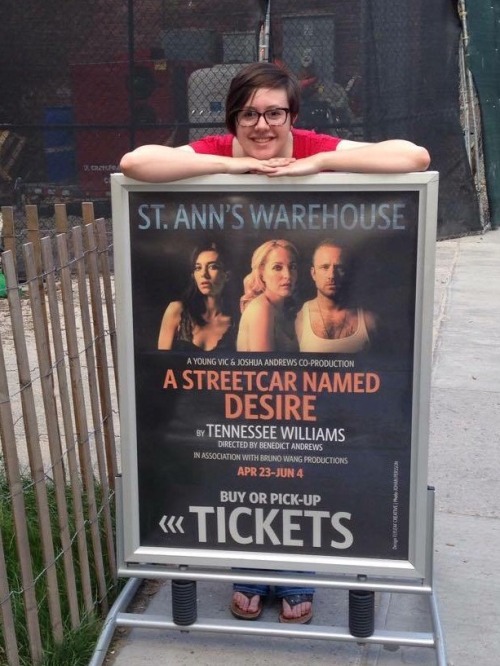 ST. ANN'S WAREHOUSE
A YOUNG VIC & JOSHUA ANDREWS CO-PRODUCTION
A STREETCAR NAMED
DESIRE
BY TENNESSEE WILLIAMS
DIRECTED BY BENEDICT ANDREWS
IN ASSOCIATION WITH BRUNO WANG PRODUCTIONS
APR 23-JUN 4
BUY OR PICK-UP
<<< TICKETS